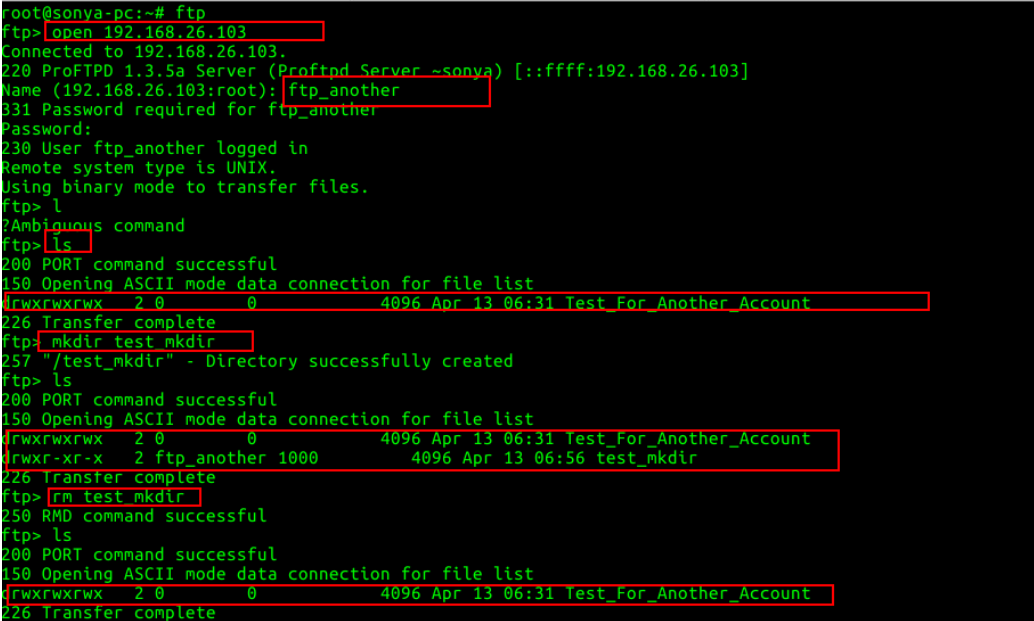 root@sonya-pc:~# ftp
ftp> open 192.168.26.103
Connected to 192.168.26.103.
220 ProFTPD 1.3.5a Server (Proftpd Server ~sonya) [::ffff:192.168.26.103]
Name (192.168.26.103:root): ftp_another
331 Password required for ftp_another
Password:
230 User ftp_another logged in
Remote system type is UNIX.
Using binary mode to transfer files.
ftp> l
?Ambiguous command
ftp> ls
200 PORT command successful
150 Opening ASCII mode data connection for file list
drwxrwxrwx   2 0        0            4096 Apr 13 06:31 Test_For_Another_Account
226 Transfer complete
ftp> mkdir test_mkdir
257 "/test_mkdir" - Directory successfully created
ftp> ls
200 PORT command successful
150 Opening ASCII mode data connection for file list
drwxrwxrwx   2 0        0            4096 Apr 13 06:31 Test_For_Another_Account
drwxr-xr-x   2 ftp_another 1000         4096 Apr 13 06:56 test_mkdir
226 Transfer complete
ftp> rm test_mkdir
250 RMD command successful
ftp> ls
200 PORT command successful
150 Opening ASCII mode data connection for file list
drwxrwxrwx   2 0        0            4096 Apr 13 06:31 Test_For_Another_Account
226 Transfer complete